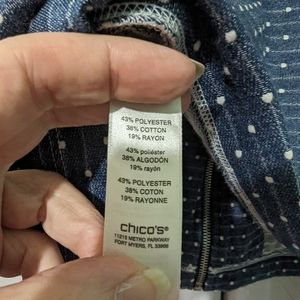 43% POLYESTER
38% COTTON
19% RAYON
43% poliéster
38% ALGODÓN
19% rayón
43% POLYESTER
38% COTON
19% RAYONNE
chico's®
11215 METRO PARKWAY
FORT MYERS, FL 33966